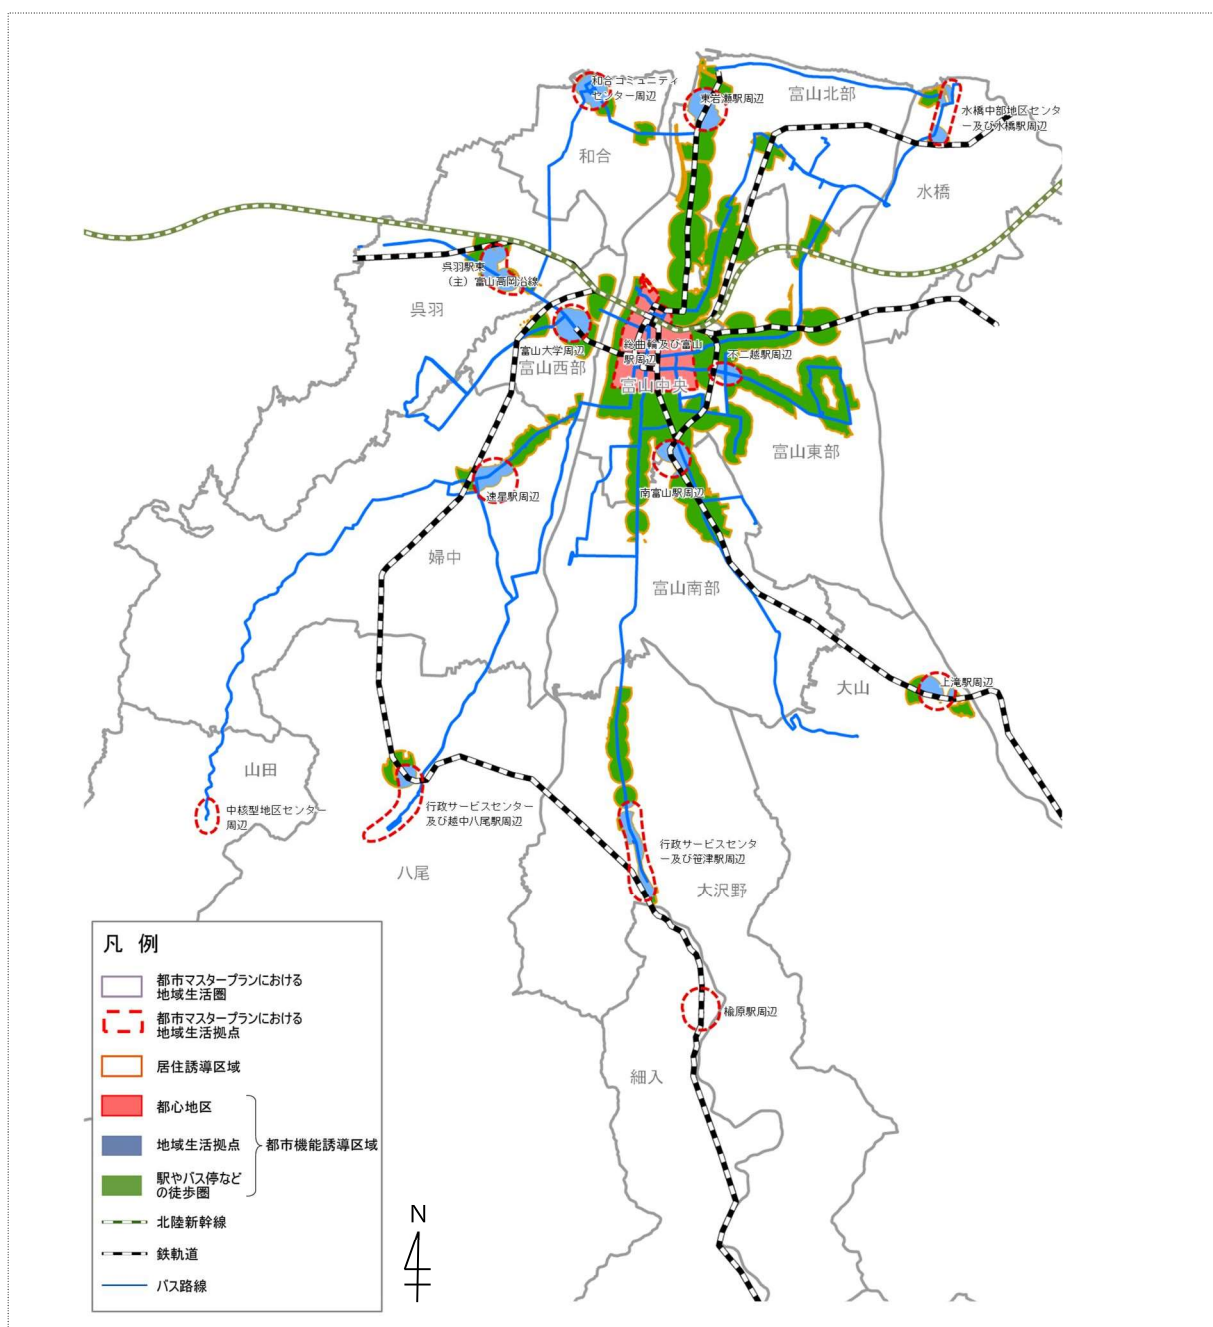 和合コミュニティ
センター周辺
東岩瀬駅周辺
富山北部
水橋中部地区センタ
ー及び水橋駅周辺
和合
水橋
呉羽駅東
（主）富山高岡沿線
呉羽
富山大学周辺
富山西部
総曲輪及び富山
駅周辺
富山中央
不二越駅周辺
富山東部
速星駅周辺
南富山駅周辺
婦中
富山南部
大山
上滝駅周辺
山田
中核型地区センター
周辺
行政サービスセンター
及び越中八尾駅周辺
八尾
行政サービスセンタ
ー及び笹津駅周辺
大沢野
楡原駅周辺
細入
凡 例
都市マスタープランにおける
地域生活圏
都市マスタープランにおける
地域生活拠点
居住誘導区域
都心地区
地域生活拠点
都市機能誘導区域
駅やバス停など
の徒歩圏
北陸新幹線
鉄軌道
バス路線
N